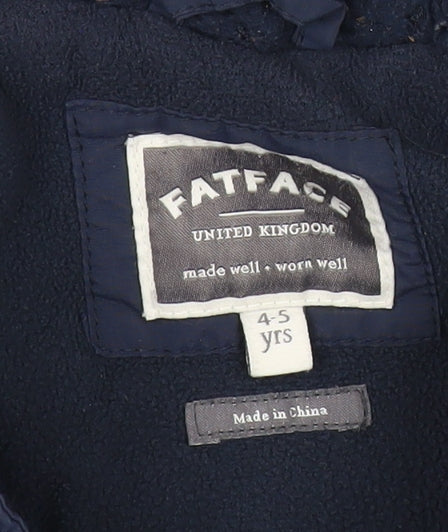 FATFACE
UNITED KINGDOM
made well • worn well
4-5
yrs
Made in China